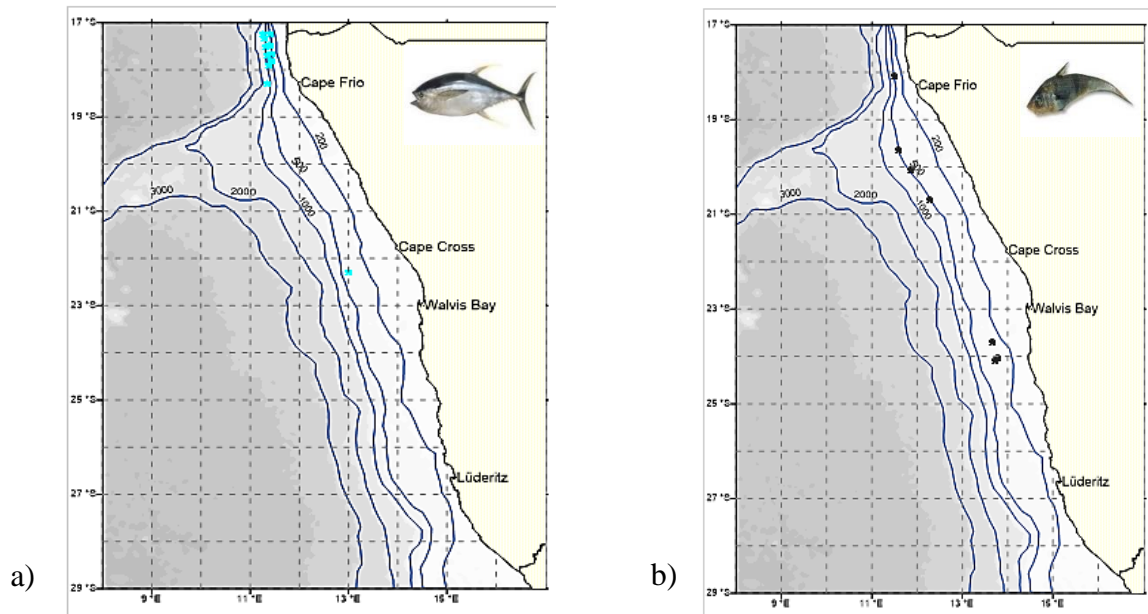 17°S
Cape Frio
19°S
200
500
1000
2000
3000
21°S
Cape Cross
23°S
Walvis Bay
25°S
Lüderitz
27°S
a)
29°S
9°E
11°E
13°E
15°E
17°S
Cape Frio
19°S
200
500
1000
2000
3000
21°S
Cape Cross
23°S
Walvis Bay
25°S
Lüderitz
27°S
b)
29°S
9°E
11°E
13°E
15°E